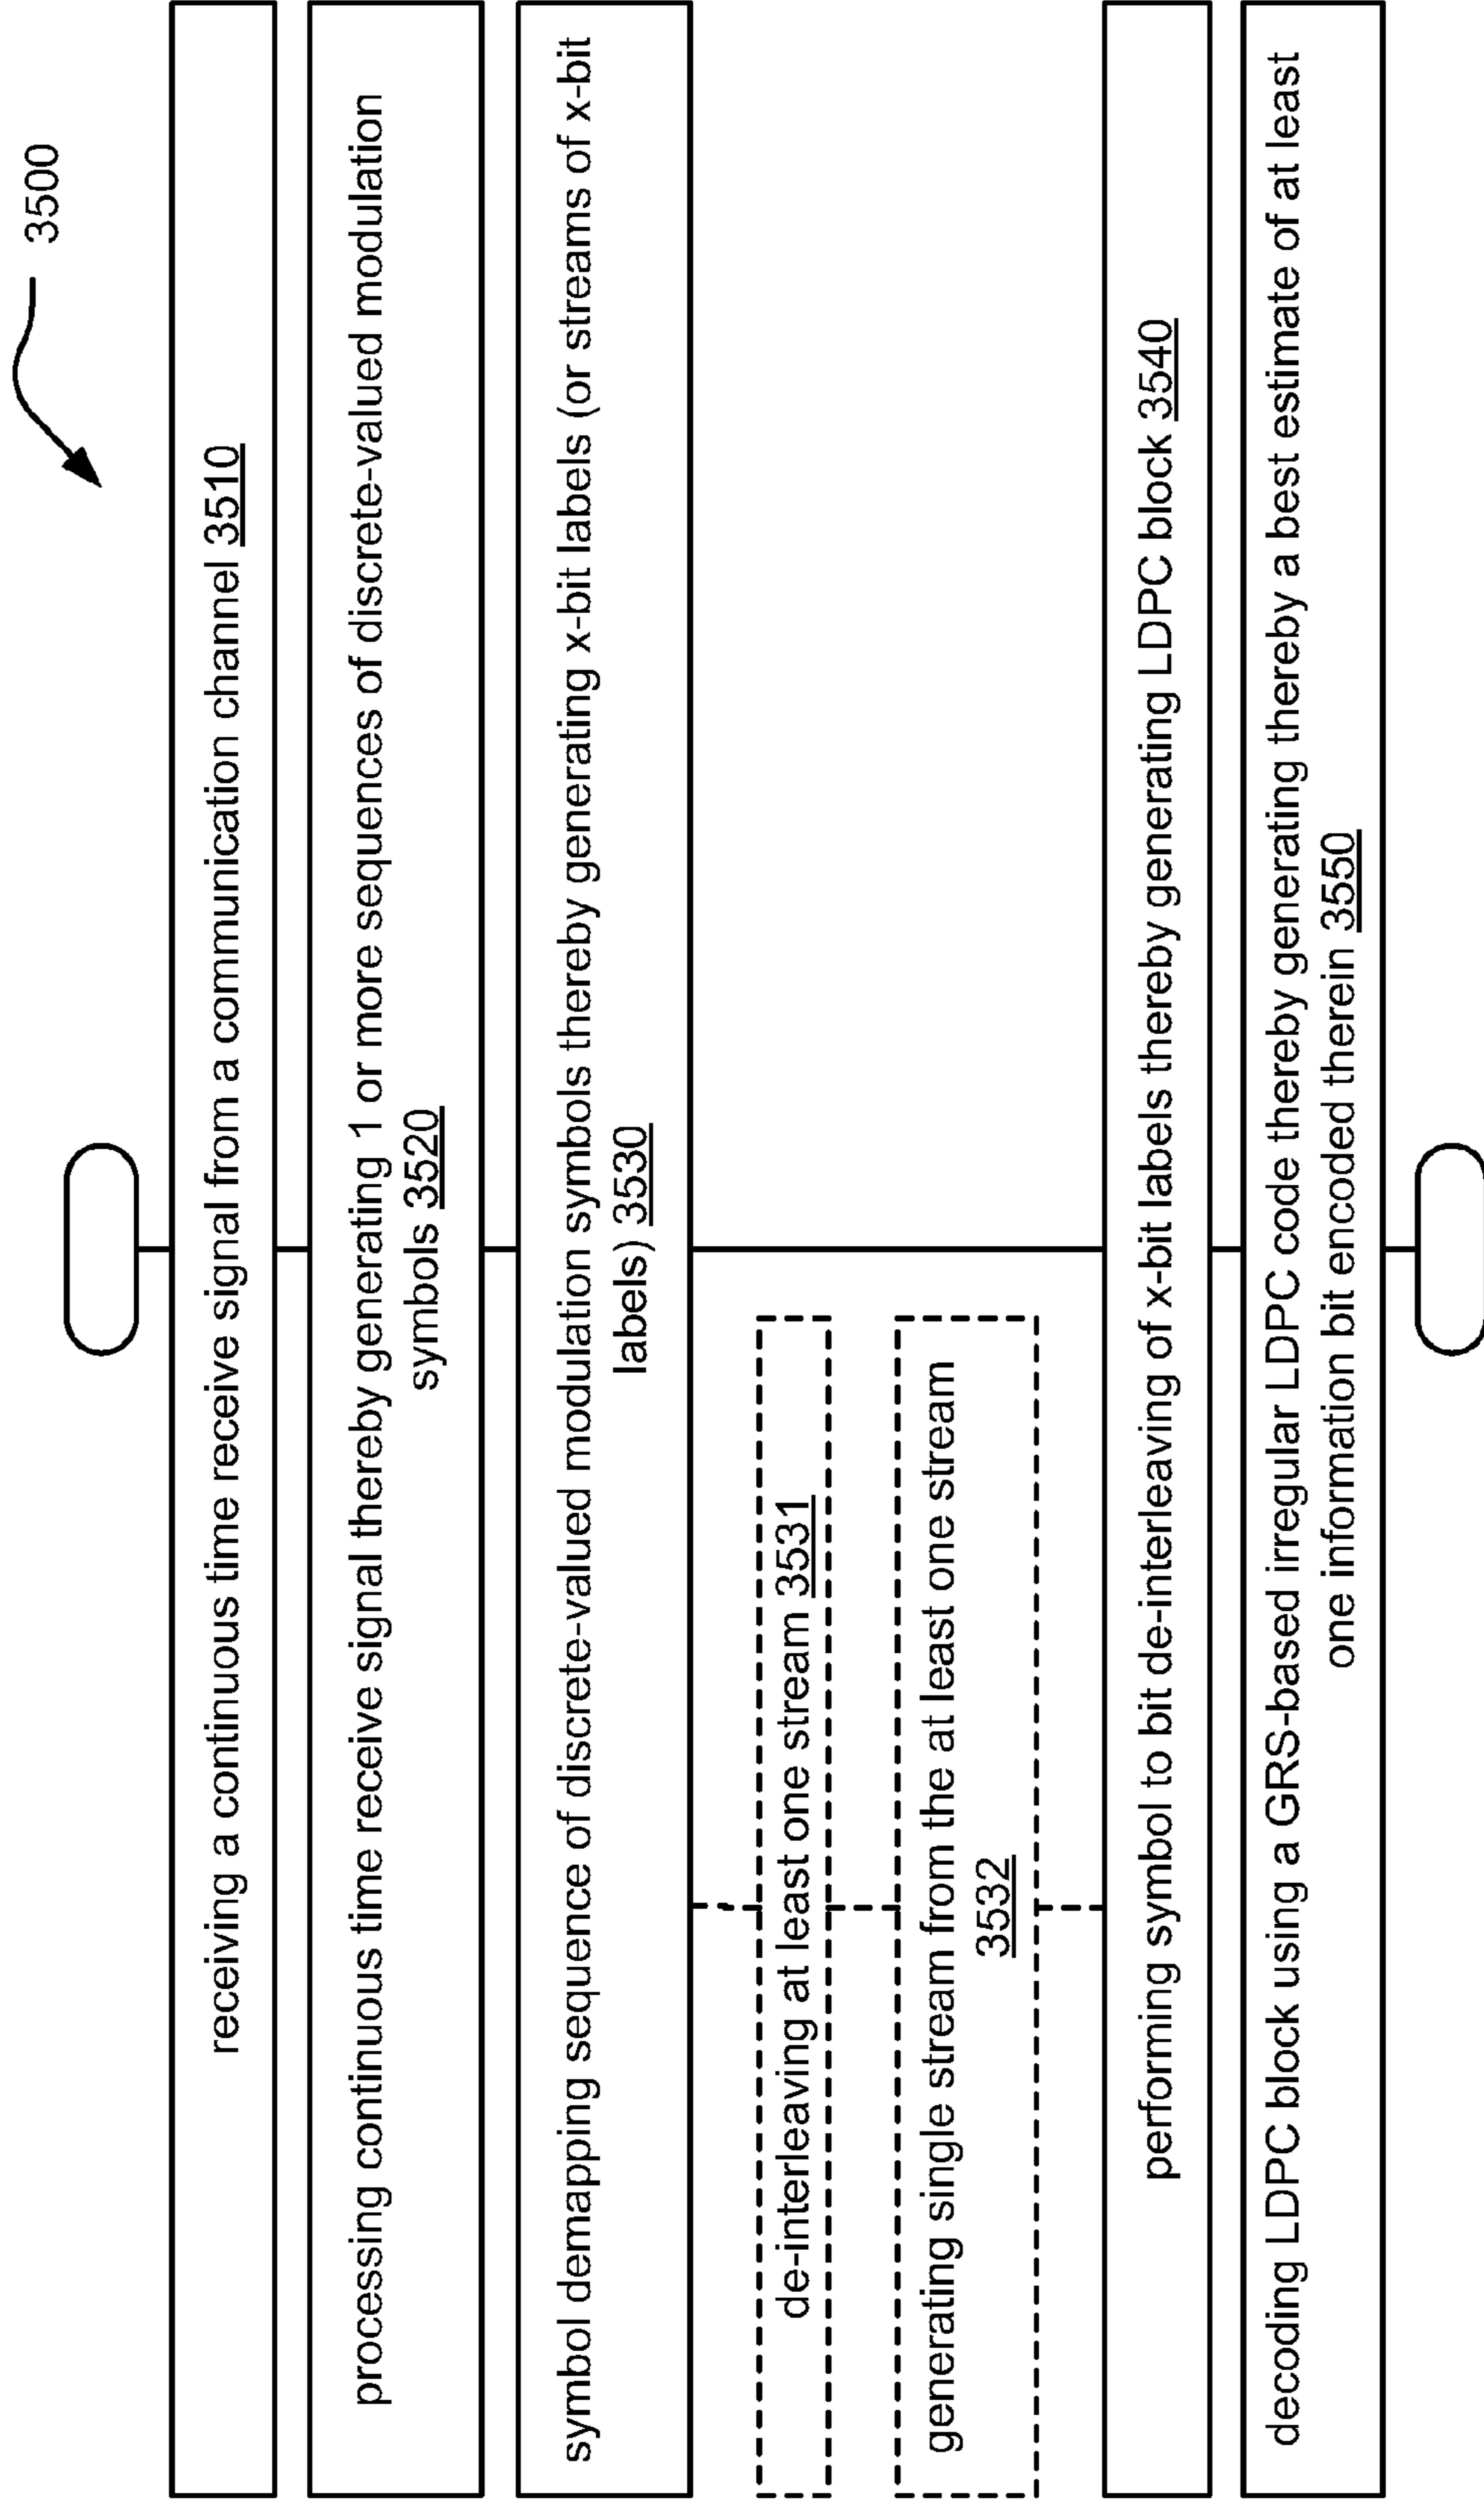 3500
receiving a continuous time receive signal from a communication channel 3510
processing continuous time receive signal thereby generating 1 or more sequences of discrete-valued modulation
symbols 3520
symbol demapping sequence of discrete-valued modulation symbols thereby generating x-bit labels (or streams of x-bit
labels) 3530
de-interleaving at least one stream 3531
generating single stream from the at least one stream
3532
performing symbol to bit de-interleaving of x-bit labels thereby generating LDPC block 3540
decoding LDPC block using a GRS-based irregular LDPC code thereby generating thereby a best estimate of at least
one information bit encoded therein 3550